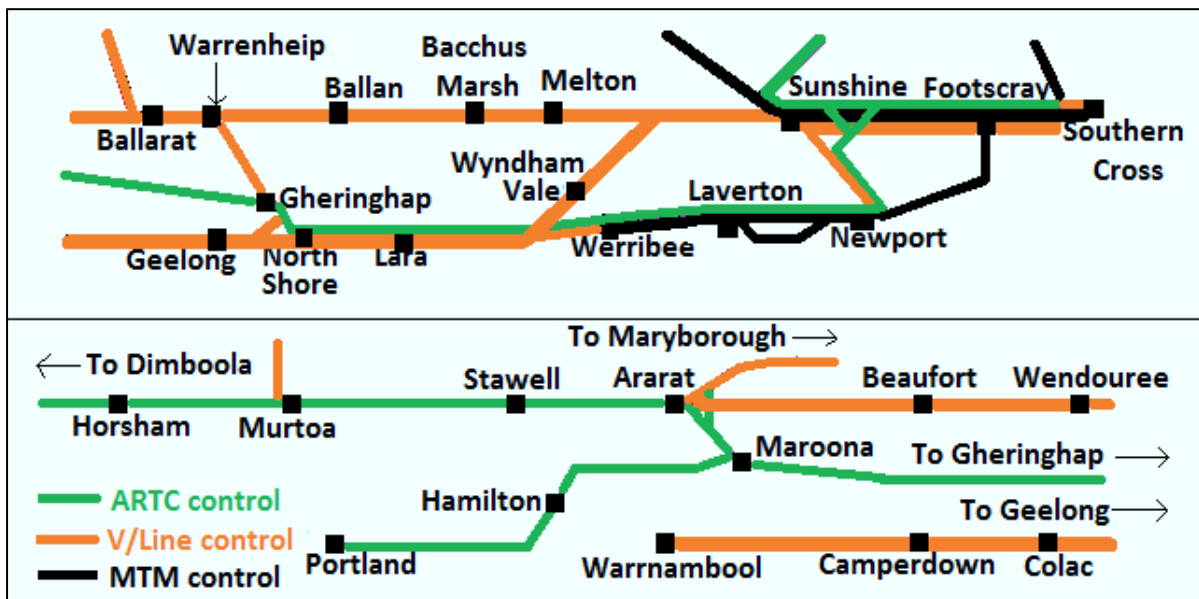 Warrenheip
Bacchus
Marsh
Ballan
Melton
Sunshine
Footscray
Ballarat
Southern
Cross
Wyndham
Vale
Laverton
Gheringhap
Geelong
North
Shore
Lara
Werribee
Newport
To Maryborough
To Dimboola
Stawell
Ararat
Beaufort
Wendouree
Horsham
Murtoa
Maroona
To Gheringhap
ARTC control
Hamilton
To Geelong
V/Line control
MTM control
Portland
Warrnambool
Camperdown
Colac